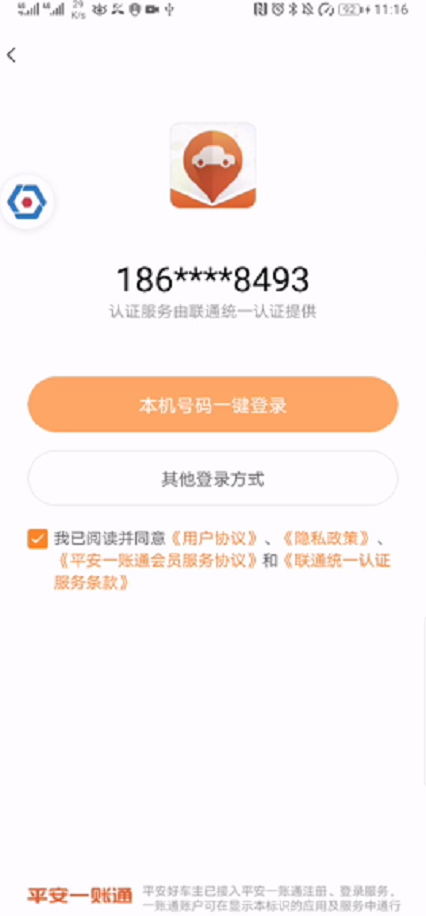 29
K/s
92
11:16
186****8493
认证服务由联通统一认证提供
本机号码一键登录
其他登录方式
我已阅读并同意《用户协议》、《隐私政策》、
《平安一账通会员服务协议》和《联通统一认证
服务条款》
平安一账通
平安好车主已接入平安一账通注册、登录服务，
一账通账户可在显示本标识的应用及服务中通行